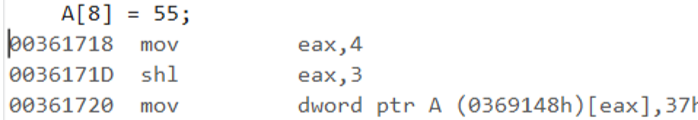 A[8] = 55;
00361718 mov eax,4
0036171D shl eax,3
00361720 mov dword ptr A (0369148h)[eax],37h